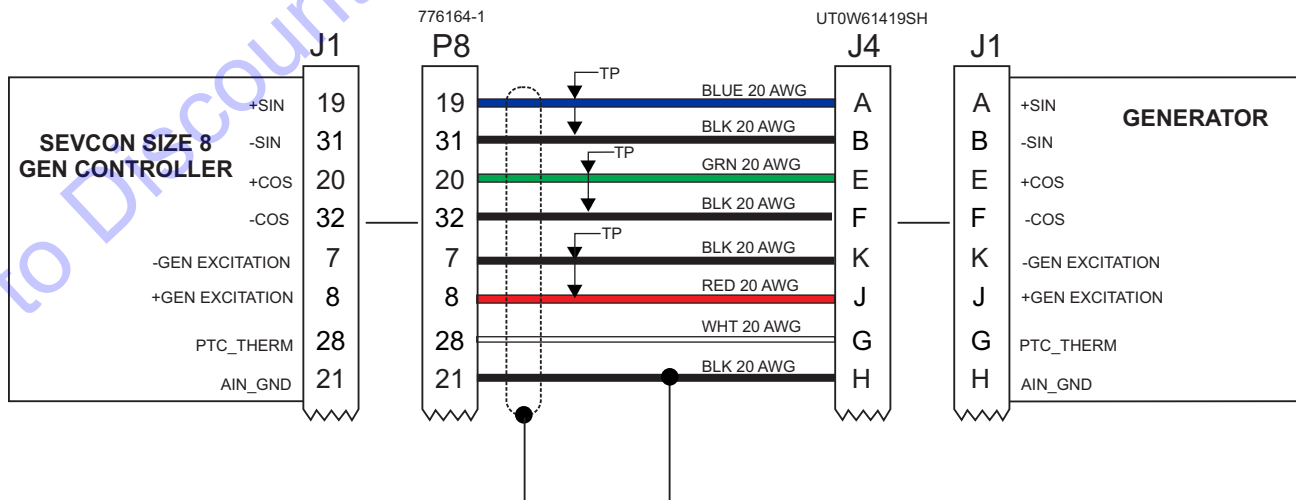 to Discount
776164-1
UT0W61419SH
J1
P8
J4
J1
SEVCON SIZE 8
GEN CONTROLLER
GENERATOR
+SIN 19 19 TP BLUE 20 AWG A A +SIN
-SIN 31 31 BLK 20 AWG B B -SIN
+COS 20 20 TP GRN 20 AWG E E +COS
-COS 32 32 BLK 20 AWG F F -COS
-GEN EXCITATION 7 7 TP BLK 20 AWG K K -GEN EXCITATION
+GEN EXCITATION 8 8 RED 20 AWG J J +GEN EXCITATION
PTC_THERM 28 28 WHT 20 AWG G G PTC_THERM
AIN_GND 21 21 BLK 20 AWG H H AIN_GND